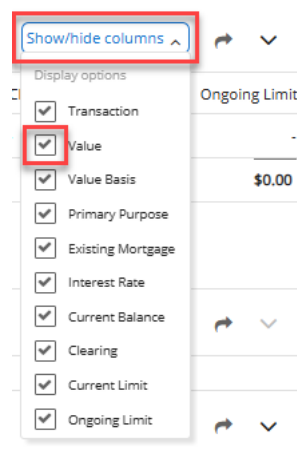 Show/hide columns
Display options
Ongoing Limit
Transaction
Value
-
Value Basis
$0.00
Primary Purpose
Existing Mortgage
Interest Rate
Current Balance
Clearing
Current Limit
Ongoing Limit